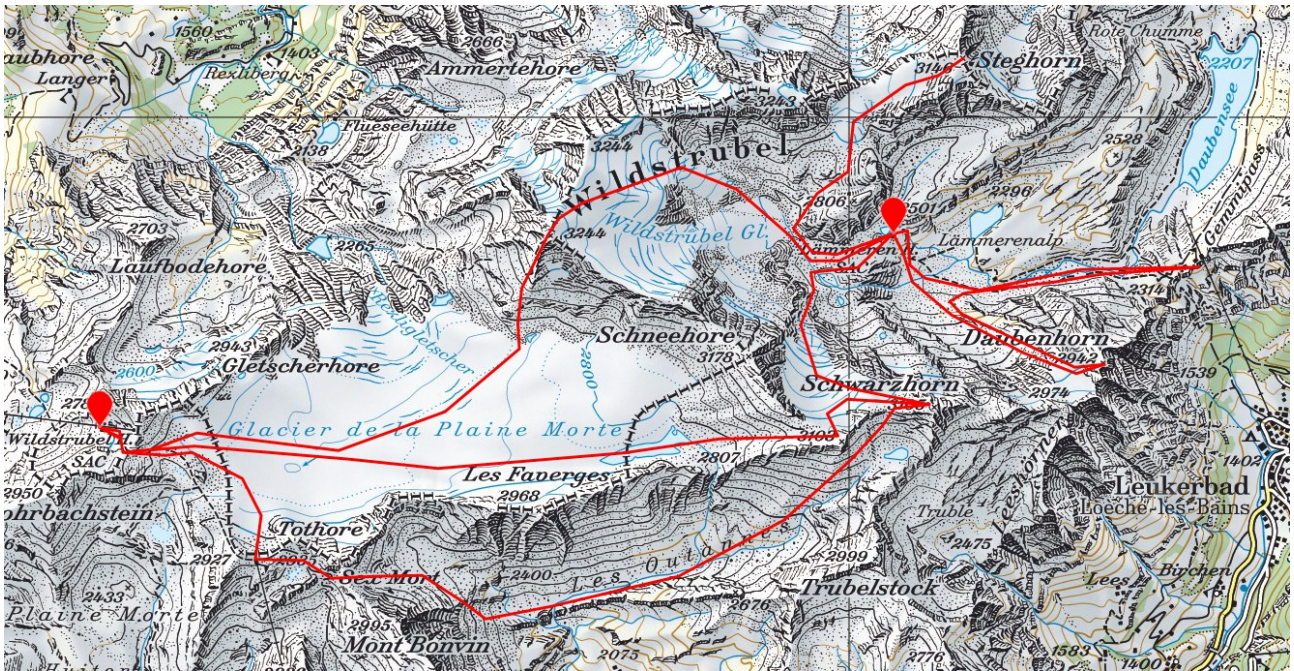 1560
1403
2666
Ammertehore
Langer
Rexliberg
3146
Steghorn
Rote Chumme
2207
Daubensee
3243
Flueseehütte
2138
3244
Wildstrubel
2528
2296
2703
2265
3244
Wildstrubel Gl.
Lämmerenalp
SAC
Gemmipass
2314
Laufbodehore
2943
2600
Gletscherhore
Schneehore
3178
2800
Daubenhorn
2942
2974
1539
Schwarzhorn
Glacier de la Plaine Morte
Wildstrubel H.
SAC
2950
Les Faverges
2807
2968
1402
Leukerbad
Loèche-les-Bains
Tothore
2927
Truble
2475
2400
Les Outannes
2999
Trubelstock
Lees
Birchen
Plaine Morte
2433
2995
Mont Bonvin
2676
2075
2776
1583
1400